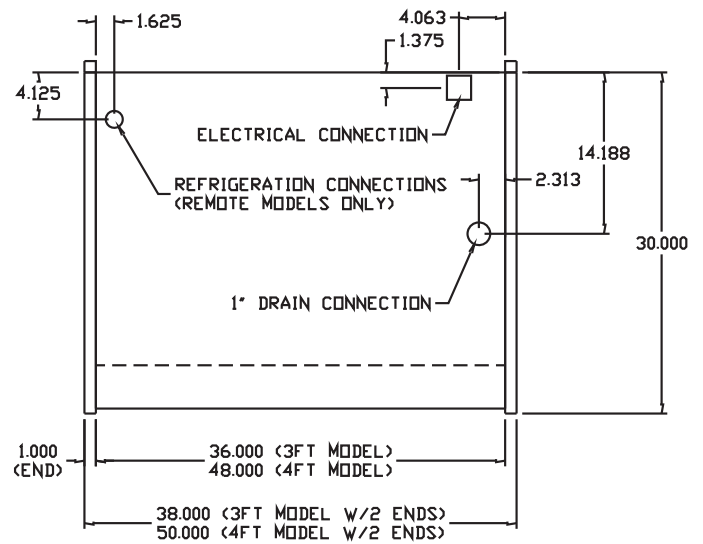 1.625
4.063
1.375
4.125
ELECTRICAL CONNECTION
14.188
REFRIGERATION CONNECTIONS
(REMOTE MODELS ONLY)
2.313
30.000
1" DRAIN CONNECTION
1.000
(END)
36.000 (3FT MODEL)
48.000 (4FT MODEL)
38.000 (3FT MODEL W/2 ENDS)
50.000 (4FT MODEL W/2 ENDS)